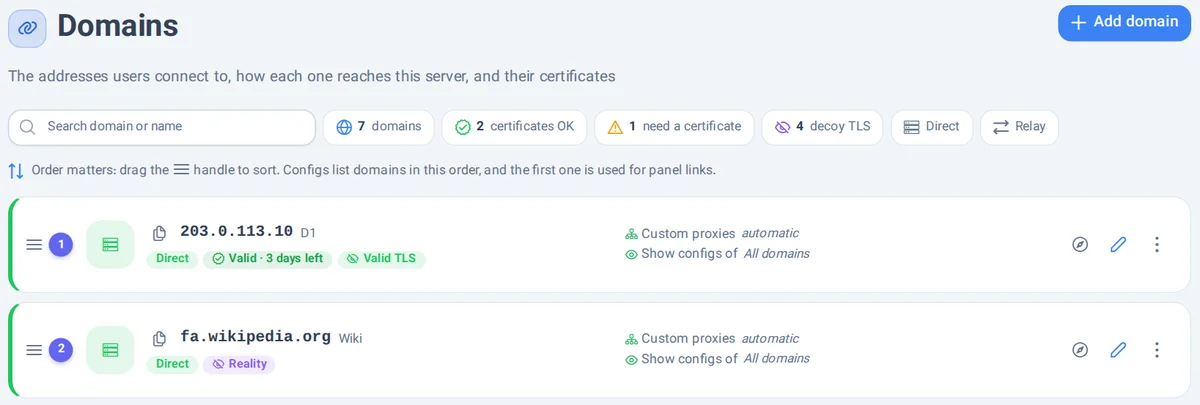 Domains
Add domain
The addresses users connect to, how each one reaches this server, and their certificates
Search domain or name
7 domains
2 certificates OK
1 need a certificate
4 decoy TLS
Direct
Relay
Order matters: drag the handle to sort. Configs list domains in this order, and the first one is used for panel links.
1
203.0.113.10 D1
Direct
Valid · 3 days left
Valid TLS
Custom proxies automatic
Show configs of All domains
2
fa.wikipedia.org Wiki
Direct
Reality
Custom proxies automatic
Show configs of All domains